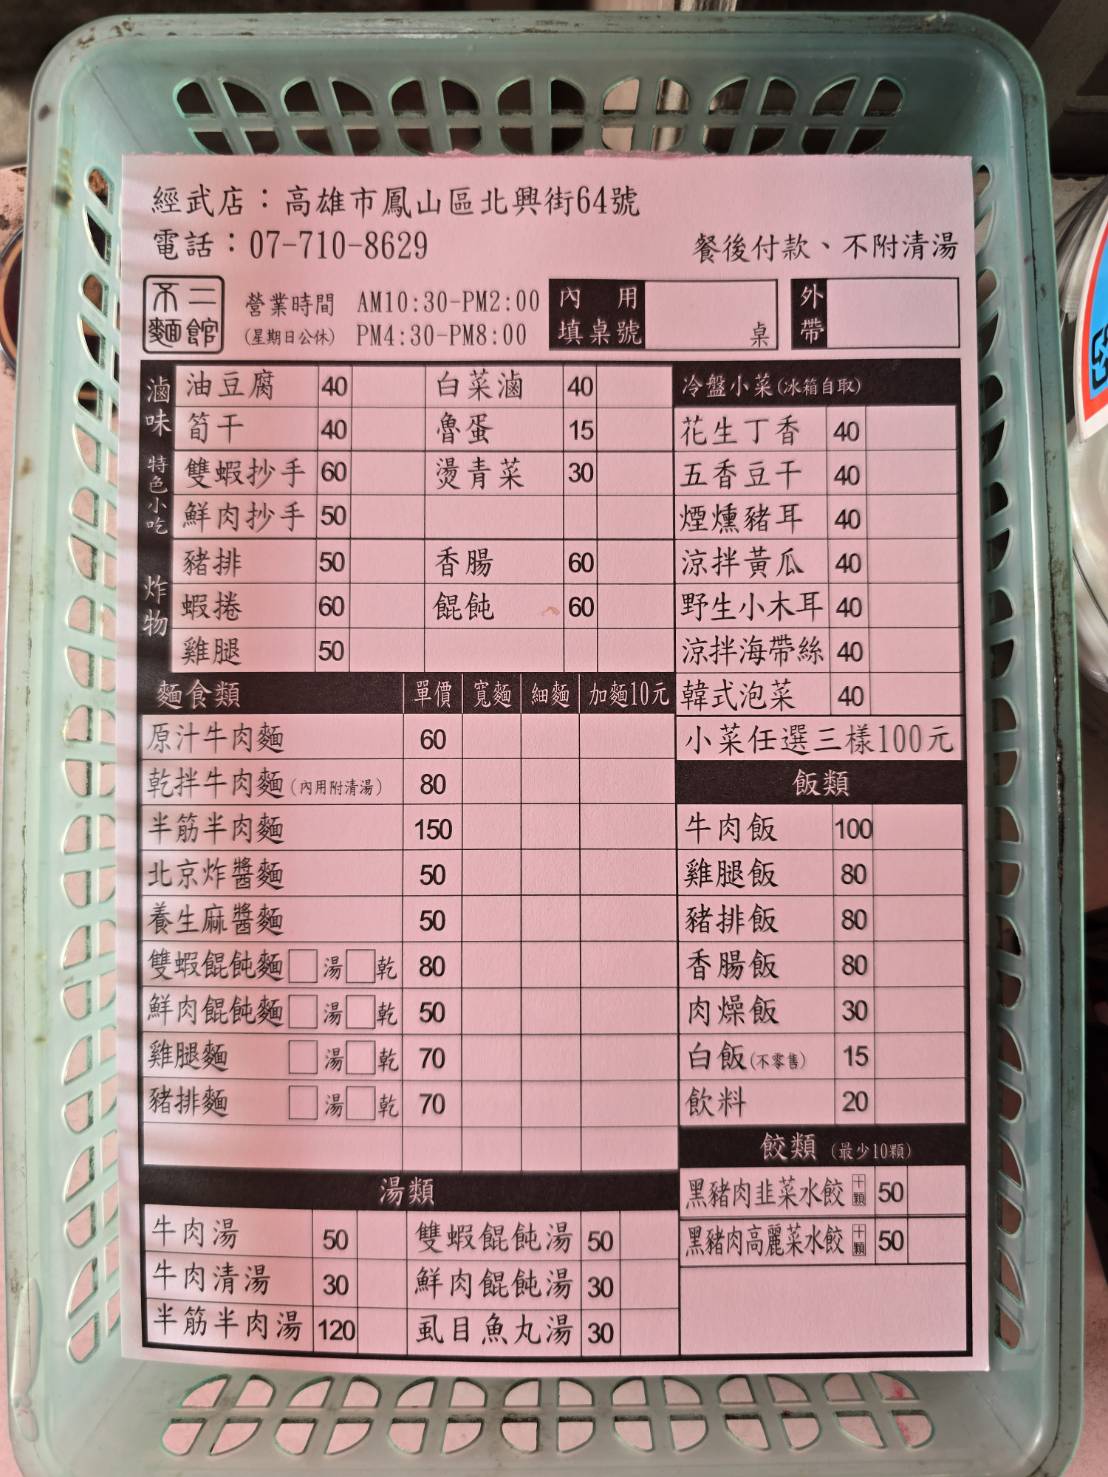 經武店：高雄市鳳山區北興街64號
電話：07-710-8629
餐後付款、不附清湯
不二麵館
營業時間 AM10:30-PM2:00
(星期日公休) PM4:30-PM8:00
內用填桌號 桌
外帶
滷味
油豆腐 40 白菜滷 40
筍干 40 魯蛋 15
特色小吃
雙蝦抄手 60 燙青菜 30
鮮肉抄手 50
炸物
豬排 50 香腸 60
蝦捲 60 餛飩 60
雞腿 50
冷盤小菜(冰箱自取)
花生丁香 40
五香豆干 40
煙燻豬耳 40
涼拌黃瓜 40
野生小木耳 40
涼拌海帶絲 40
韓式泡菜 40
小菜任選三樣100元
麵食類 單價 寬麵 細麵 加麵10元
原汁牛肉麵 60
乾拌牛肉麵(內用附清湯) 80
半筋半肉麵 150
北京炸醬麵 50
養生麻醬麵 50
雙蝦餛飩麵 □湯□乾 80
鮮肉餛飩麵 □湯□乾 50
雞腿麵 □湯□乾 70
豬排麵 □湯□乾 70
飯類
牛肉飯 100
雞腿飯 80
豬排飯 80
香腸飯 80
肉燥飯 30
白飯(不零售) 15
飲料 20
餃類 (最少10顆)
黑豬肉韭菜水餃 十顆 50
黑豬肉高麗菜水餃 十顆 50
湯類
牛肉湯 50 雙蝦餛飩湯 50
牛肉清湯 30 鮮肉餛飩湯 30
半筋半肉湯 120 虱目魚丸湯 30